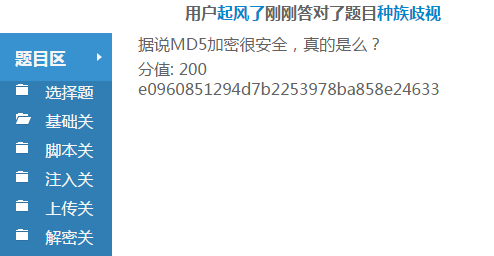 用户起风了刚刚答对了题目种族歧视
题目区
选择题
基础关
脚本关
注入关
上传关
解密关
据说MD5加密很安全，真的是么？
分值: 200
e0960851294d7b2253978ba858e24633